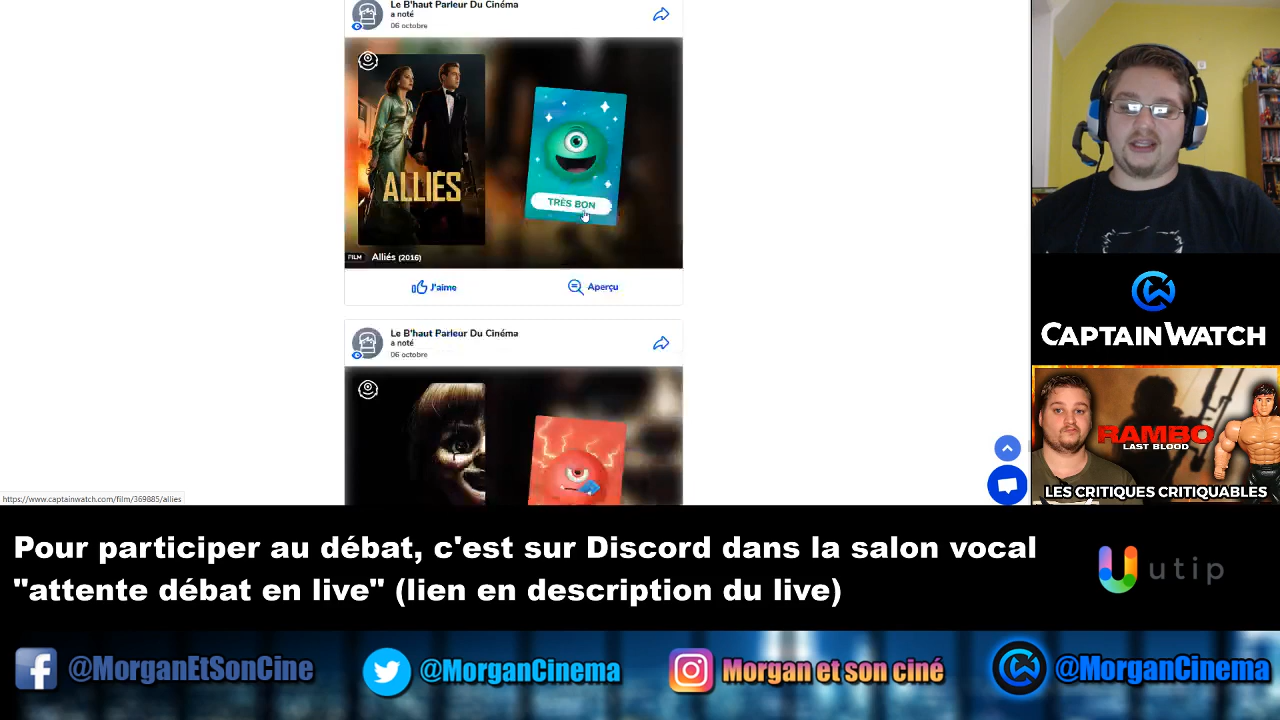 Le B'haut Parleur Du Cinéma
a noté
06 octobre
ALLIÉS
TRÈS BON
FILM Alliés (2016)
J'aime
Aperçu
Le B'haut Parleur Du Cinéma
a noté
06 octobre
https://www.captainwatch.com/film/369885/allies
CAPTAINWATCH
RAMBO
LAST BLOOD
LES CRITIQUES CRITIQUABLES
Pour participer au débat, c'est sur Discord dans la salon vocal
"attente débat en live" (lien en description du live)
utip
@MorganEtSonCine
@MorganCinema
Morgan et son ciné
@MorganCinema